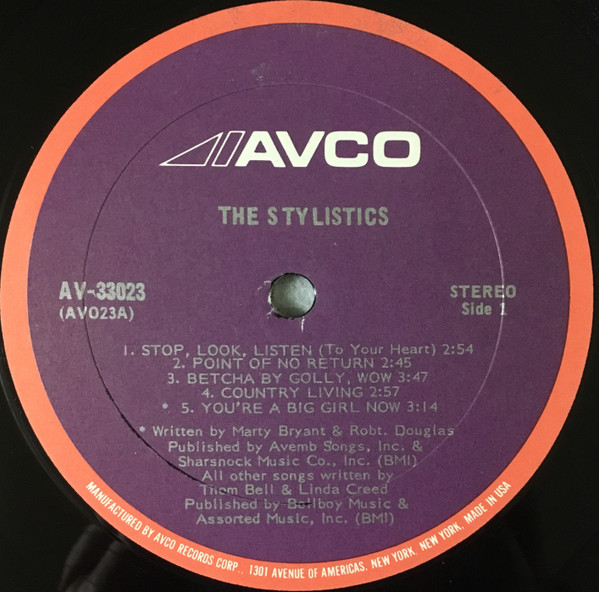 AVCO
THE STYLISTICS
AV-33023
(AV023A)
STEREO
Side 1
1. STOP, LOOK, LISTEN (To Your Heart) 2:54
2. POINT OF NO RETURN 2:45
3. BETCHA BY GOLLY, WOW 3:47
4. COUNTRY LIVING 2:57
* 5. YOU'RE A BIG GIRL NOW 3:14
* Written by Marty Bryant & Robt. Douglas
Published by Avemb Songs, Inc. &
Sharsnock Music Co., Inc. (BMI)
All other songs written by
Thom Bell & Linda Creed
Published by Bellboy Music &
Assorted Music, Inc. (BMI)
MANUFACTURED BY AVCO RECORDS CORP., 1301 AVENUE OF AMERICAS, NEW YORK, NEW YORK, MADE IN USA